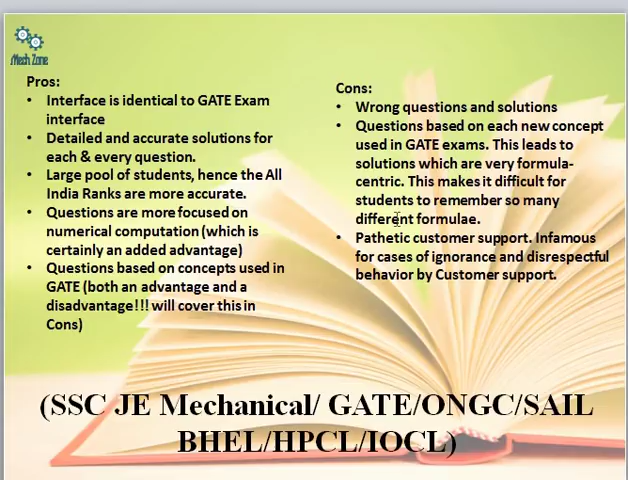 Mech Zone
Pros:
• Interface is identical to GATE Exam
interface
• Detailed and accurate solutions for
each & every question.
• Large pool of students, hence the All
India Ranks are more accurate.
• Questions are more focused on
numerical computation (which is
certainly an added advantage)
• Questions based on concepts used in
GATE (both an advantage and a
disadvantage!!! will cover this in
Cons)
Cons:
• Wrong questions and solutions
• Questions based on each new concept
used in GATE exams. This leads to
solutions which are very formula-
centric. This makes it difficult for
students to remember so many
different formulae.
• Pathetic customer support. Infamous
for cases of ignorance and disrespectful
behavior by Customer support.
(SSC JE Mechanical/ GATE/ONGC/SAIL
BHEL/HPCL/IOCL)